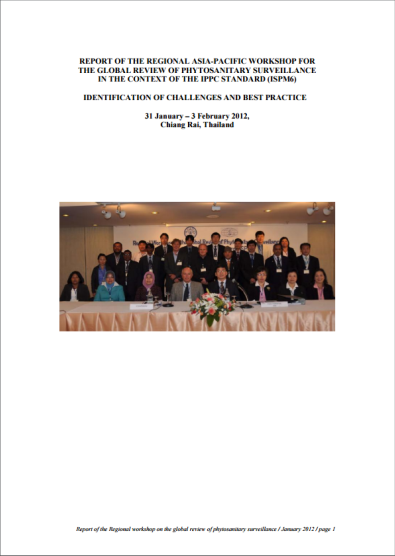 REPORT OF THE REGIONAL ASIA-PACIFIC WORKSHOP FOR
THE GLOBAL REVIEW OF PHYTOSANITARY SURVEILLANCE
IN THE CONTEXT OF THE IPPC STANDARD (ISPM6)
IDENTIFICATION OF CHALLENGES AND BEST PRACTICE
31 January – 3 February 2012,
Chiang Rai, Thailand
Report of the Regional workshop on the global review of phytosanitary surveillance / January 2012 / page 1